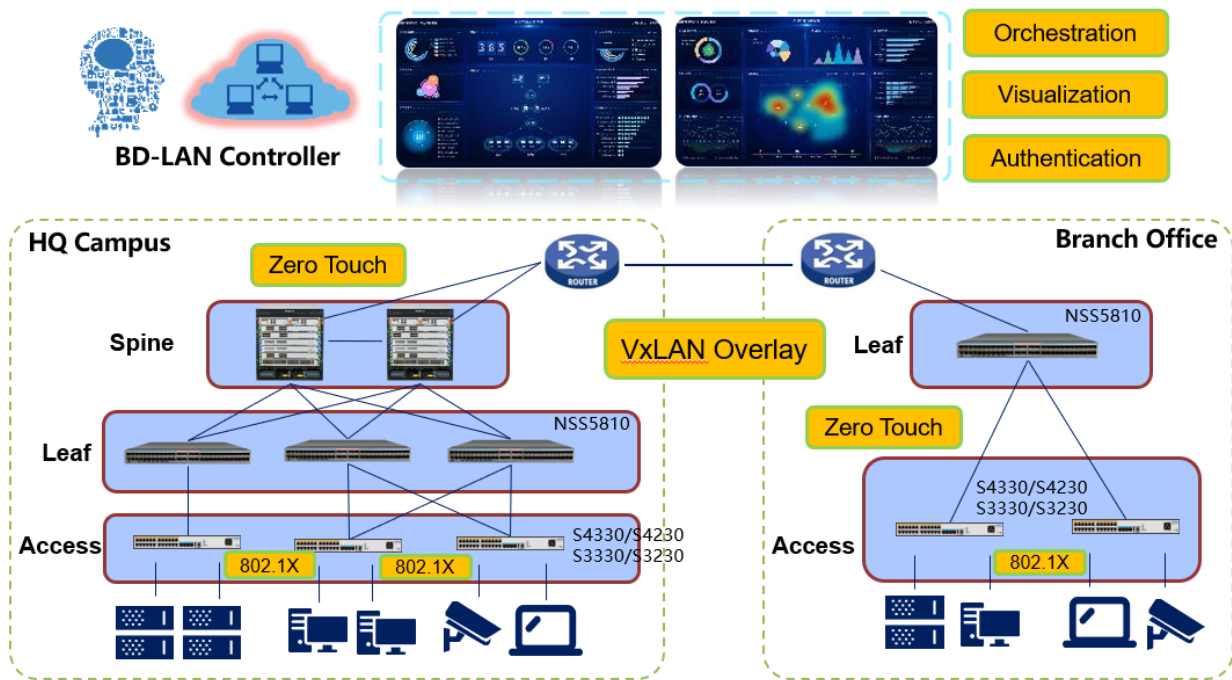 Orchestration
Visualization
Authentication
BD-LAN Controller
365
HQ Campus
Zero Touch
ROUTER
ROUTER
Branch Office
Spine
VxLAN Overlay
Leaf
NSS5810
Leaf
NSS5810
Zero Touch
Access
S4330/S4230
S3330/S3230
802.1X
802.1X
Access
S4330/S4230
S3330/S3230
802.1X